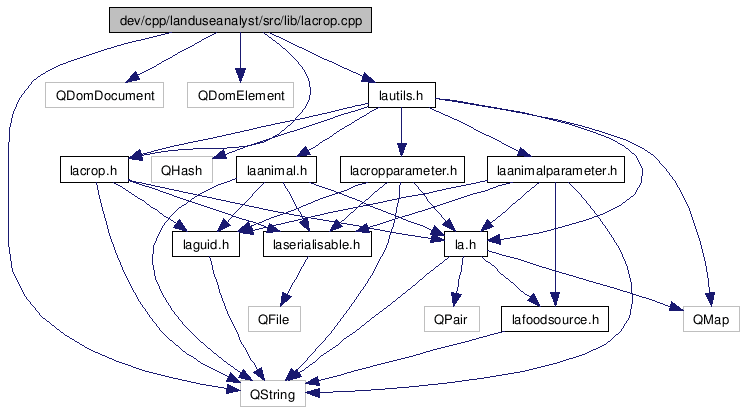 dev/cpp/landuseanalyst/src/lib/lacrop.cpp
QDomDocument
QDomElement
lautils.h
lacrop.h
QHash
laanimal.h
lacropparameter.h
laanimalparameter.h
laguid.h
laserialisable.h
la.h
QFile
QPair
lafoodsource.h
QMap
QString